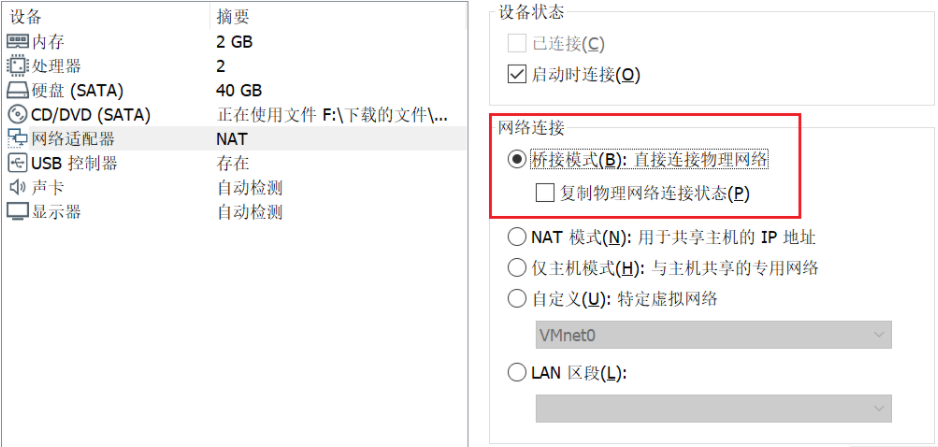 设备 摘要
内存 2 GB
处理器 2
硬盘 (SATA) 40 GB
CD/DVD (SATA) 正在使用文件 F:\下载的文件\...
网络适配器 NAT
USB 控制器 存在
声卡 自动检测
显示器 自动检测
设备状态
已连接(C)
启动时连接(O)
网络连接
桥接模式(B): 直接连接物理网络
复制物理网络连接状态(P)
NAT 模式(N): 用于共享主机的 IP 地址
仅主机模式(H): 与主机共享的专用网络
自定义(U): 特定虚拟网络
VMnet0
LAN 区段(L):